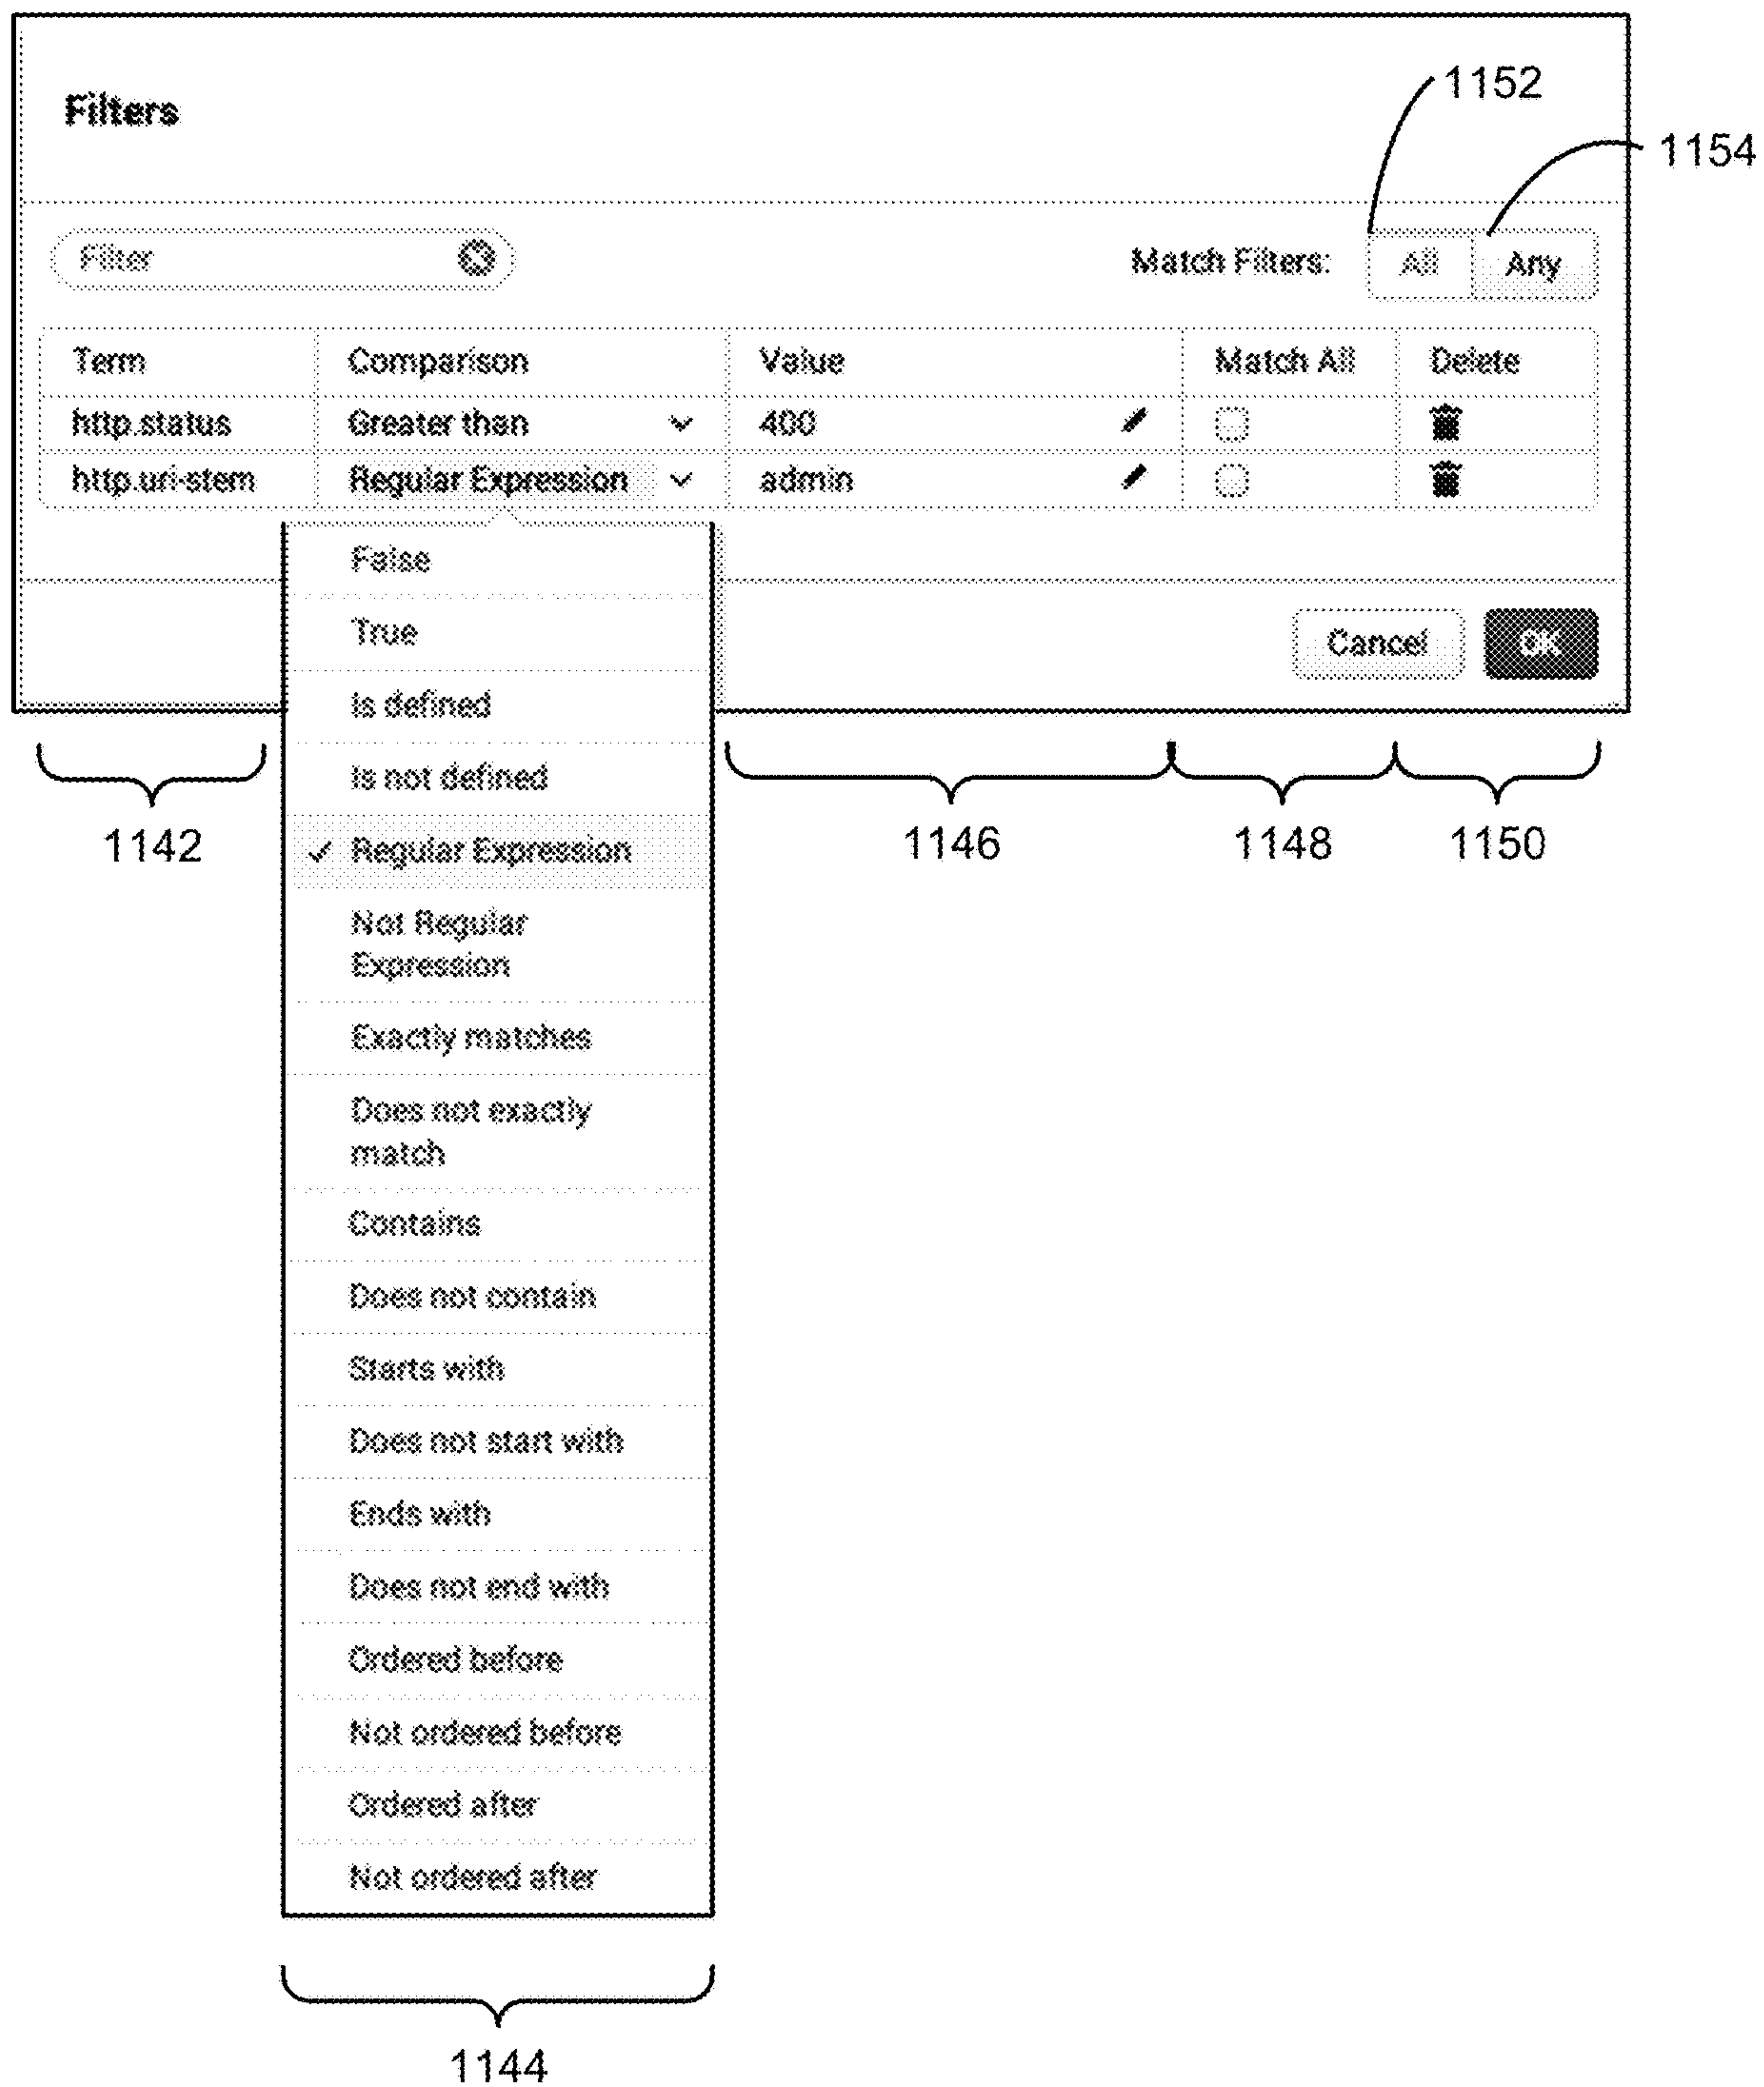 1152
1154
Filters
Filter
Match Filters: All Any
Term Comparison Value Match All Delete
http.status Greater than 400
http.uri-stem Regular Expression admin
False
True
Is defined
Is not defined
Regular Expression
Not Regular
Expression
Exactly matches
Does not exactly
match
Contains
Does not contain
Starts with
Does not start with
Ends with
Does not end with
Ordered before
Not ordered before
Ordered after
Not ordered after
Cancel OK
1142 1146 1148 1150
1144